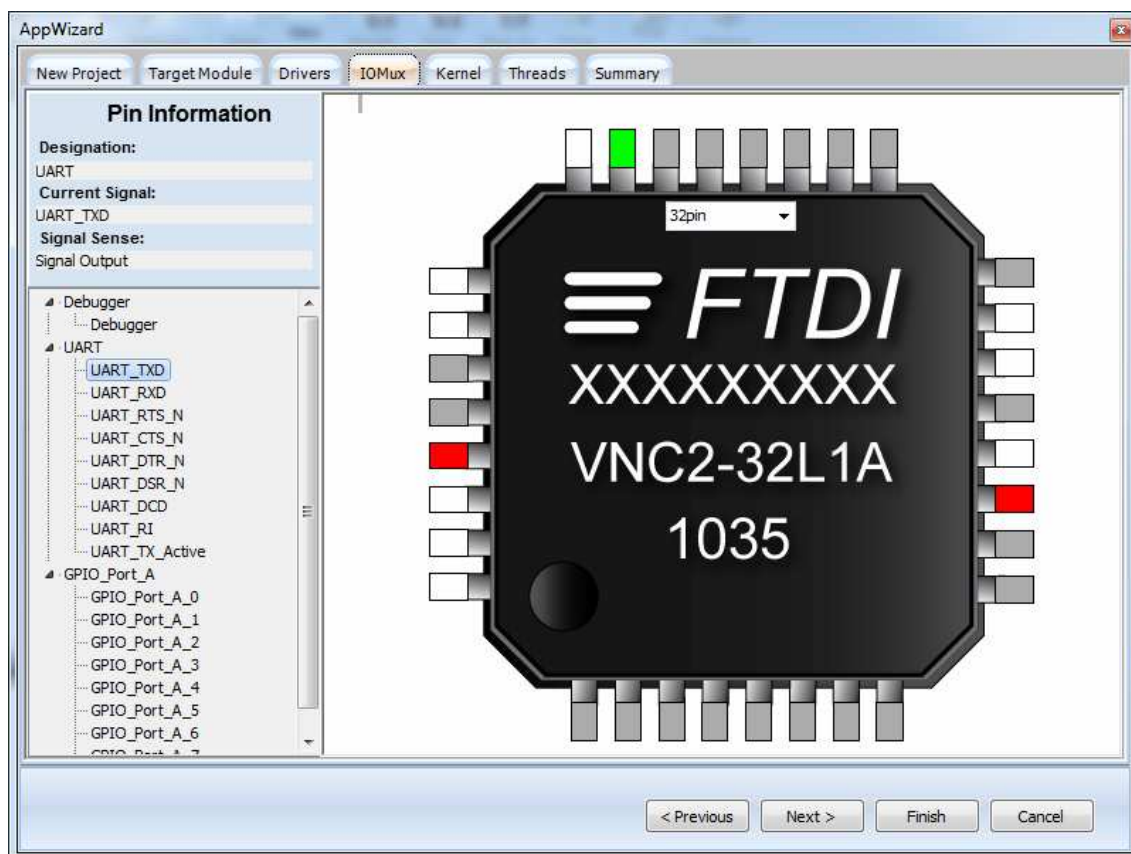 AppWizard
New Project Target Module Drivers IOMux Kernel Threads Summary
Pin Information
Designation:
UART
Current Signal:
UART_TXD
Signal Sense:
Signal Output
Debugger
Debugger
UART
UART_TXD
UART_RXD
UART_RTS_N
UART_CTS_N
UART_DTR_N
UART_DSR_N
UART_DCD
UART_RI
UART_TX_Active
GPIO_Port_A
GPIO_Port_A_0
GPIO_Port_A_1
GPIO_Port_A_2
GPIO_Port_A_3
GPIO_Port_A_4
GPIO_Port_A_5
GPIO_Port_A_6
GPIO_Port_A_7
32pin
FTDI
XXXXXXXXX
VNC2-32L1A
1035
< Previous Next > Finish Cancel